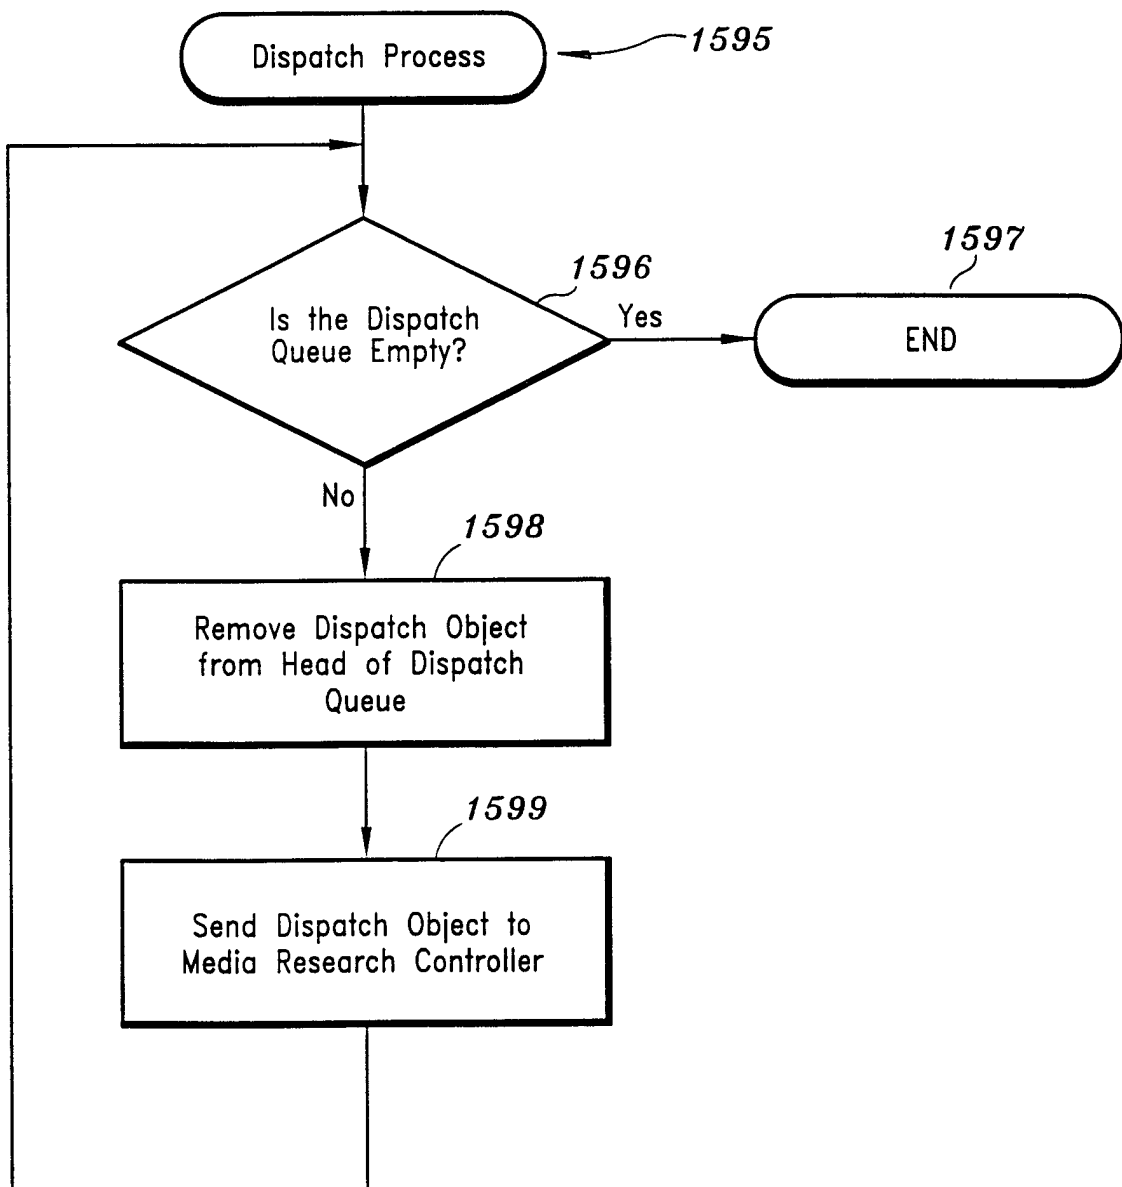 Dispatch Process
1595
1596
Is the Dispatch
Queue Empty?
Yes
1597
END
No
1598
Remove Dispatch Object
from Head of Dispatch
Queue
1599
Send Dispatch Object to
Media Research Controller